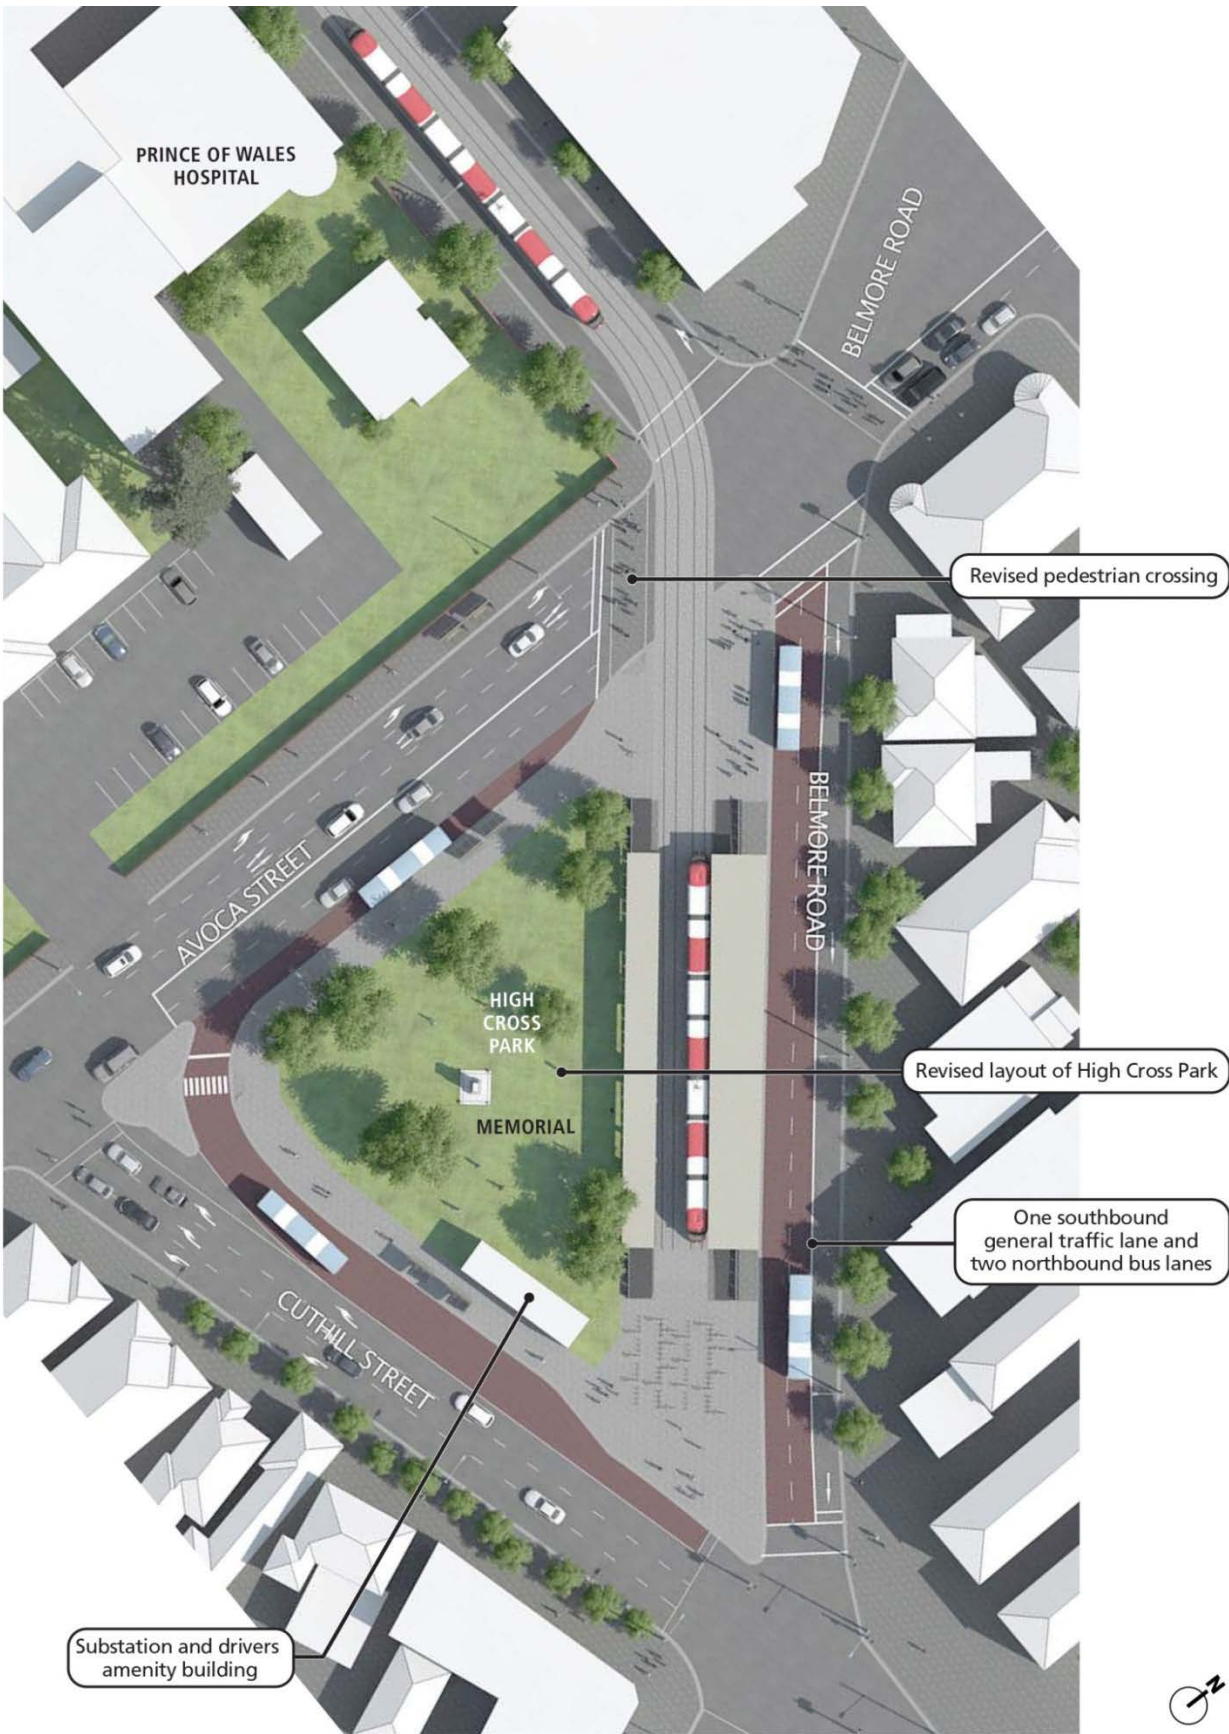 PRINCE OF WALES
HOSPITAL
BELMORE ROAD
Revised pedestrian crossing
BELMORE ROAD
AVOCA STREET
HIGH
CROSS
PARK
Revised layout of High Cross Park
MEMORIAL
One southbound
general traffic lane and
two northbound bus lanes
CUTHILL STREET
Substation and drivers
amenity building
N